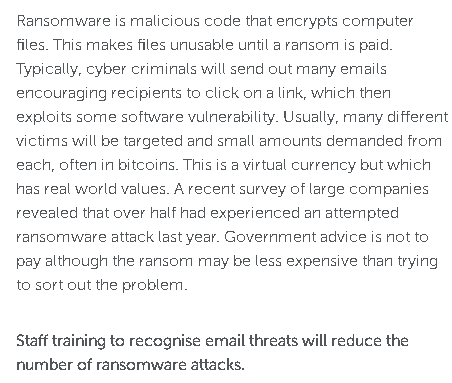 Ransomware is malicious code that encrypts computer
files. This makes files unusable until a ransom is paid.
Typically, cyber criminals will send out many emails
encouraging recipients to click on a link, which then
exploits some software vulnerability. Usually, many different
victims will be targeted and small amounts demanded from
each, often in bitcoins. This is a virtual currency but which
has real world values. A recent survey of large companies
revealed that over half had experienced an attempted
ransomware attack last year. Government advice is not to
pay although the ransom may be less expensive than trying
to sort out the problem.
Staff training to recognise email threats will reduce the
number of ransomware attacks.